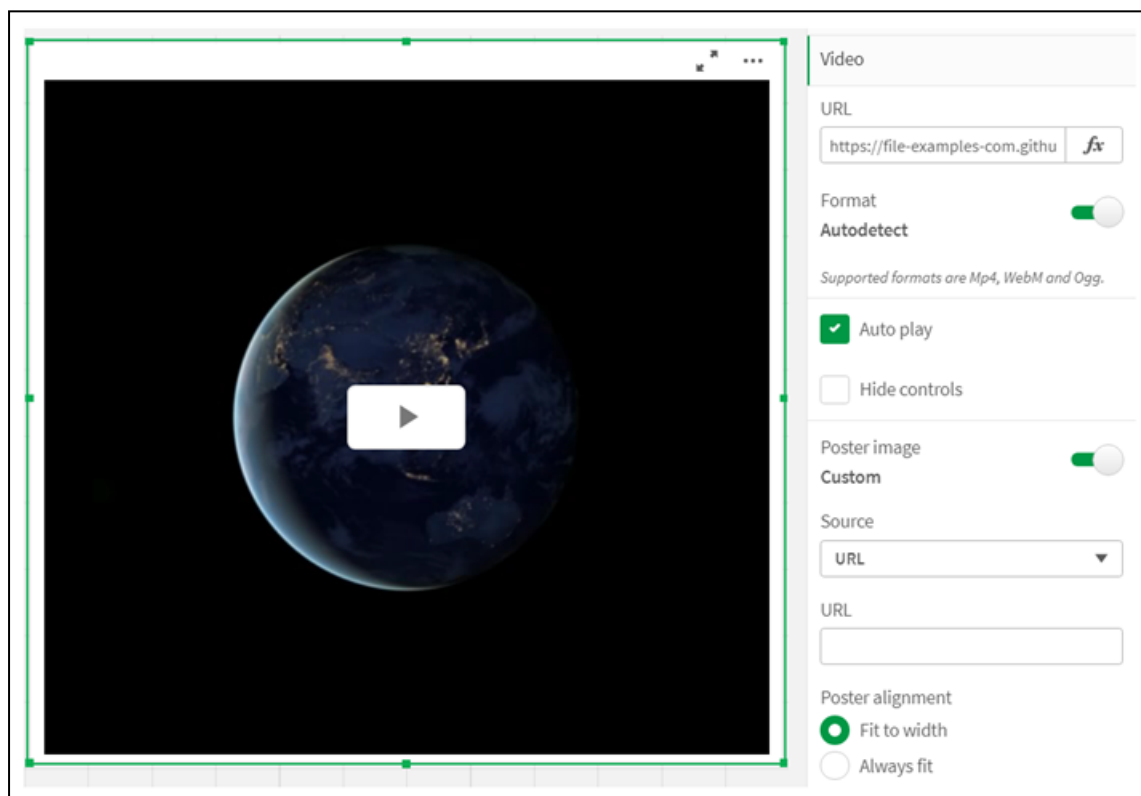 Video
URL
https://file-examples-com.githu
fx
Format
Autodetect
Supported formats are Mp4, WebM and Ogg.
Auto play
Hide controls
Poster image
Custom
Source
URL
URL
Poster alignment
Fit to width
Always fit